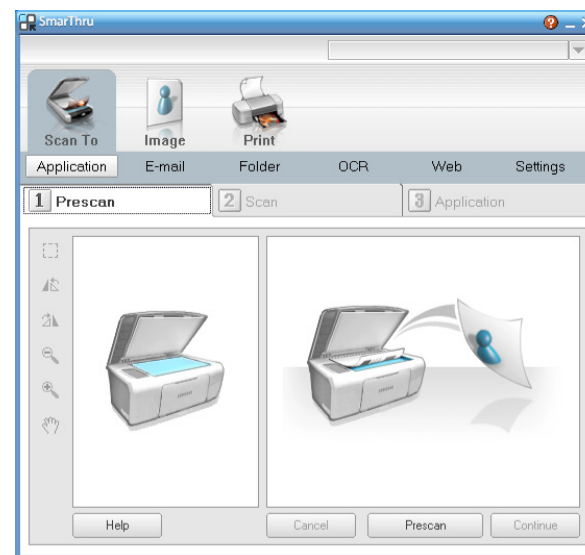 SmarThru
Scan To Image Print
Application E-mail Folder OCR Web Settings
1 Prescan 2 Scan 3 Application
Help Cancel Prescan Continue